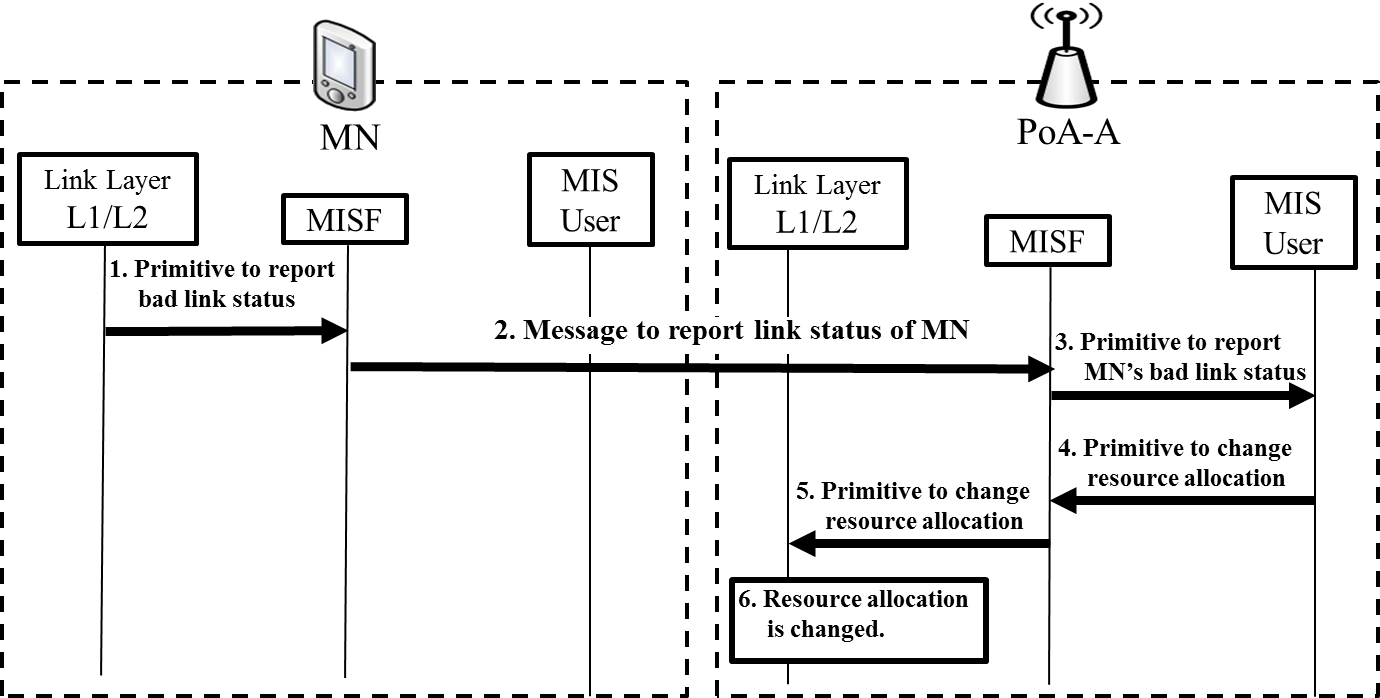 MN
PoA-A
Link Layer
L1/L2
MISF
MIS
User
Link Layer
L1/L2
MISF
MIS
User
1. Primitive to report
bad link status
2. Message to report link status of MN
3. Primitive to report
MN’s bad link status
4. Primitive to change
resource allocation
5. Primitive to change
resource allocation
6. Resource allocation
is changed.